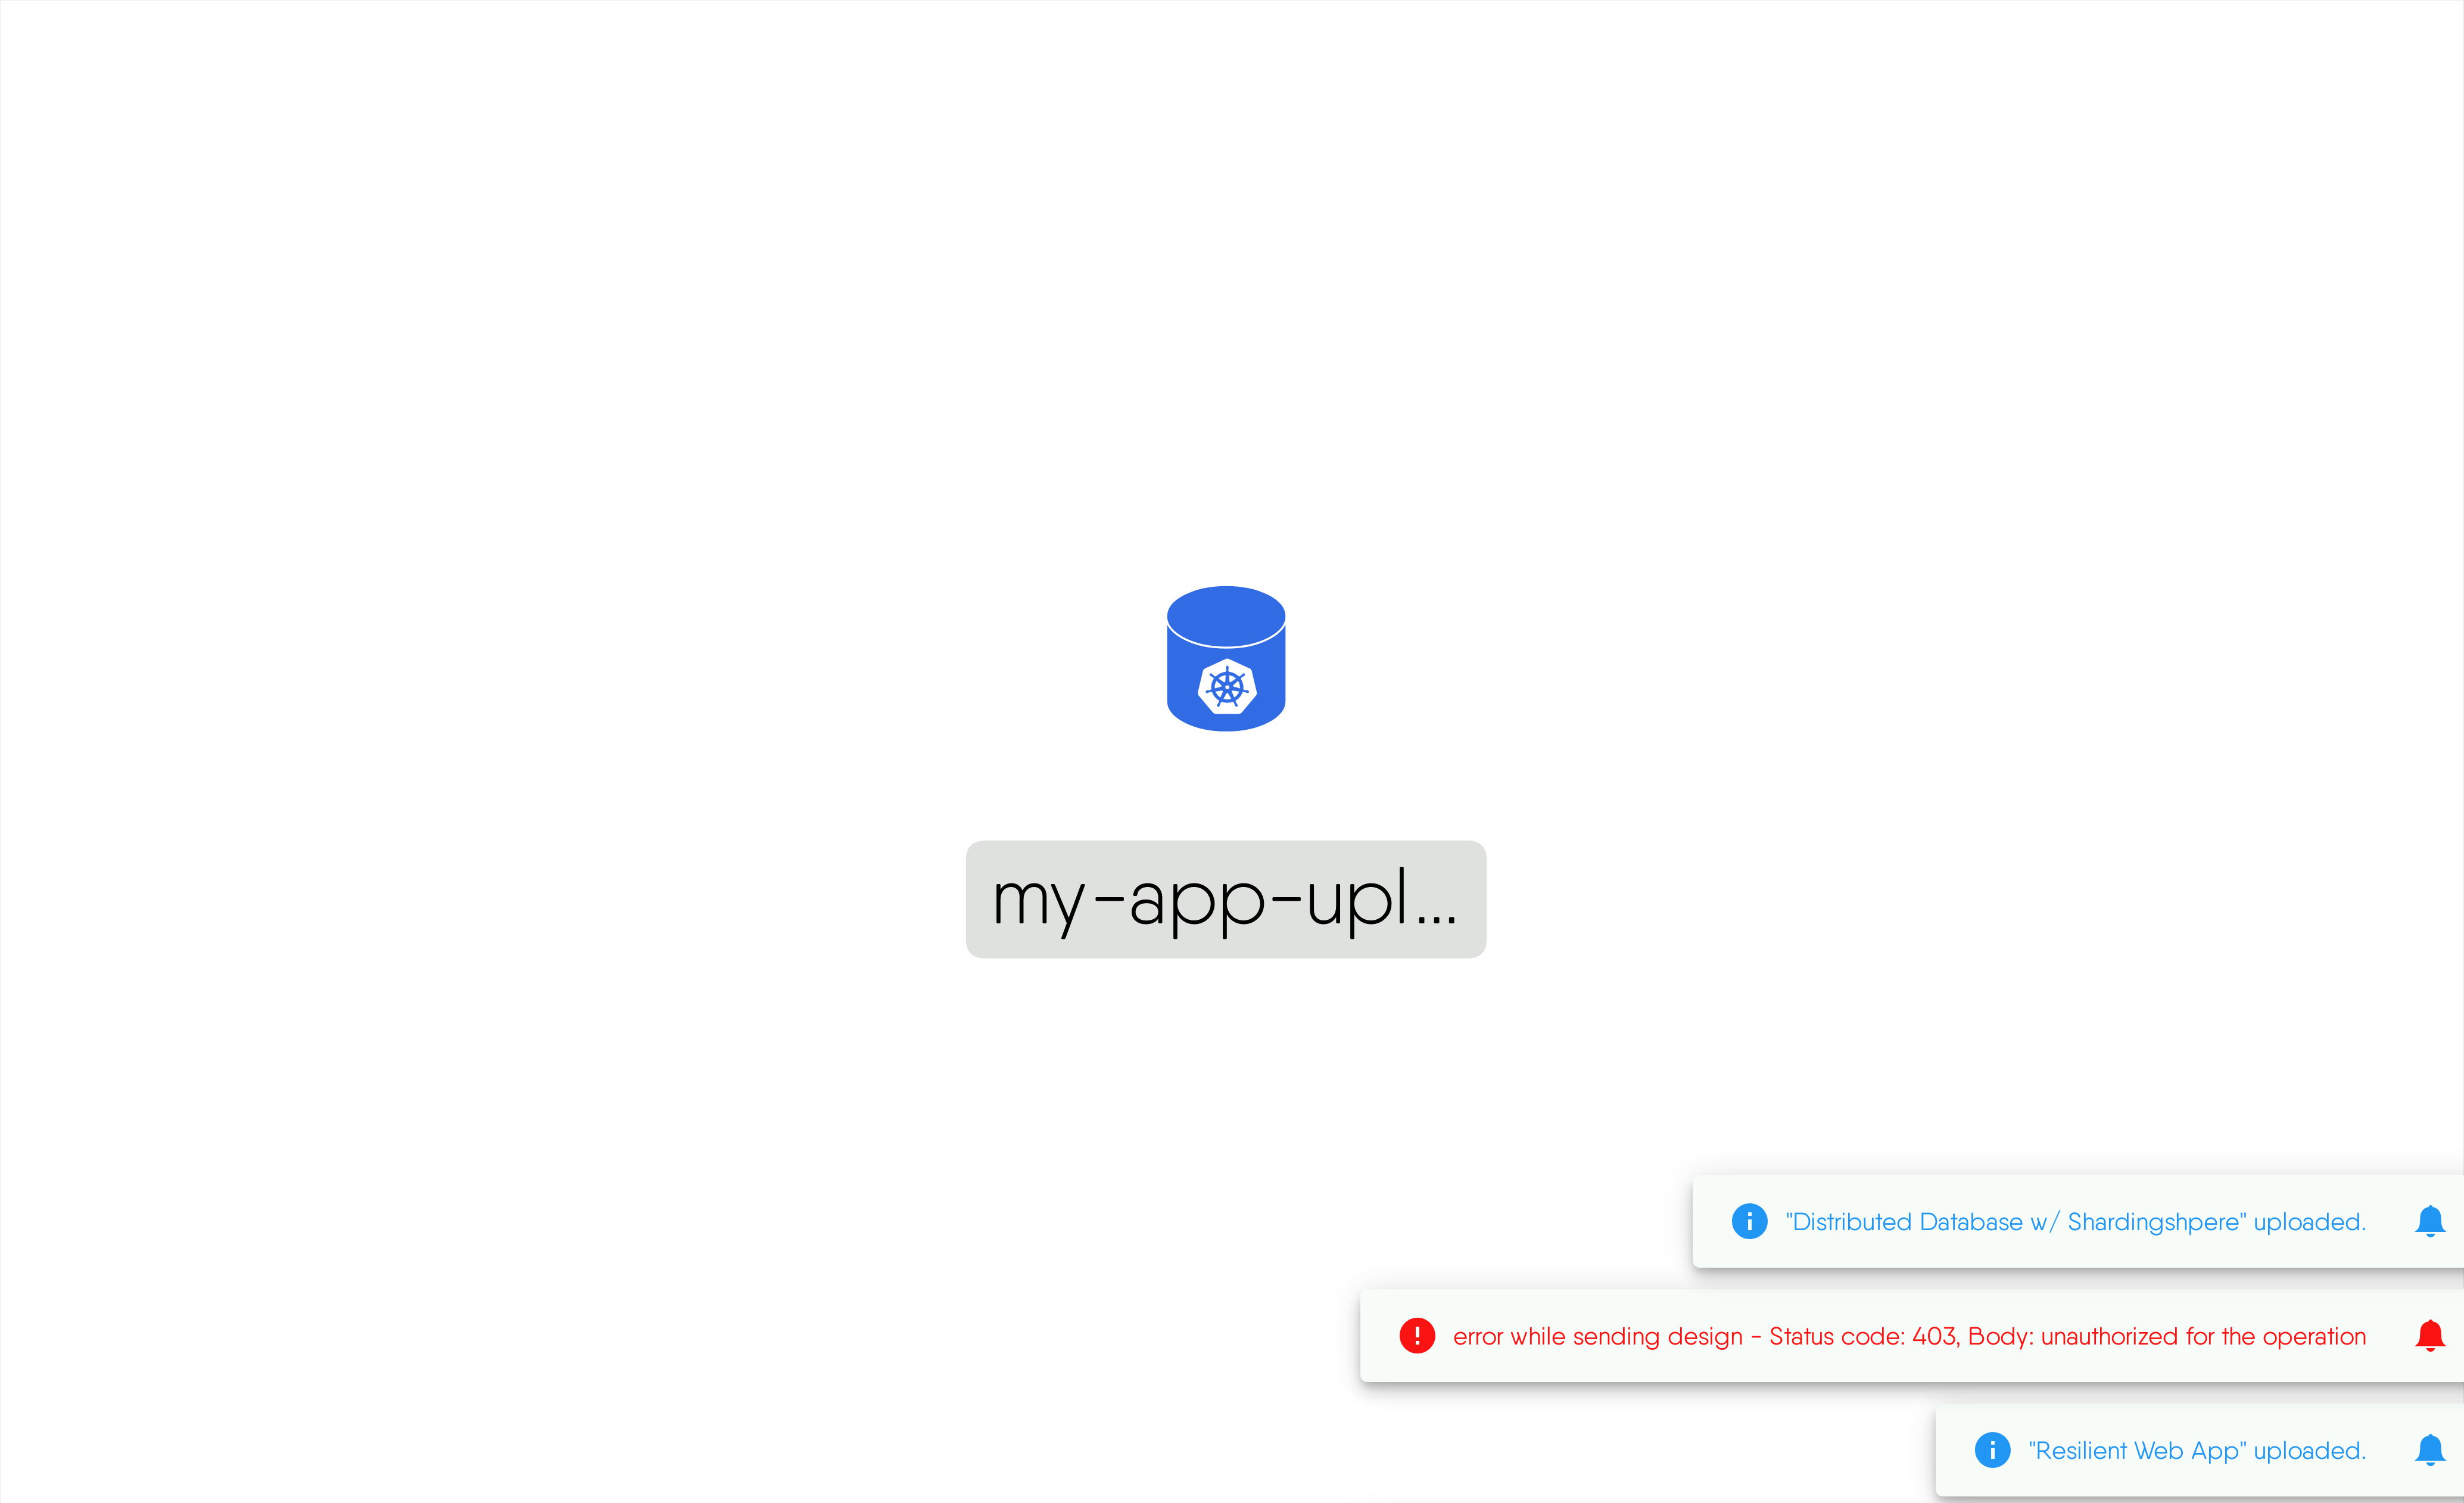 my-app-upl...
"Distributed Database w/ Shardingshpere" uploaded.
error while sending design - Status code: 403, Body: unauthorized for the operation
"Resilient Web App" uploaded.